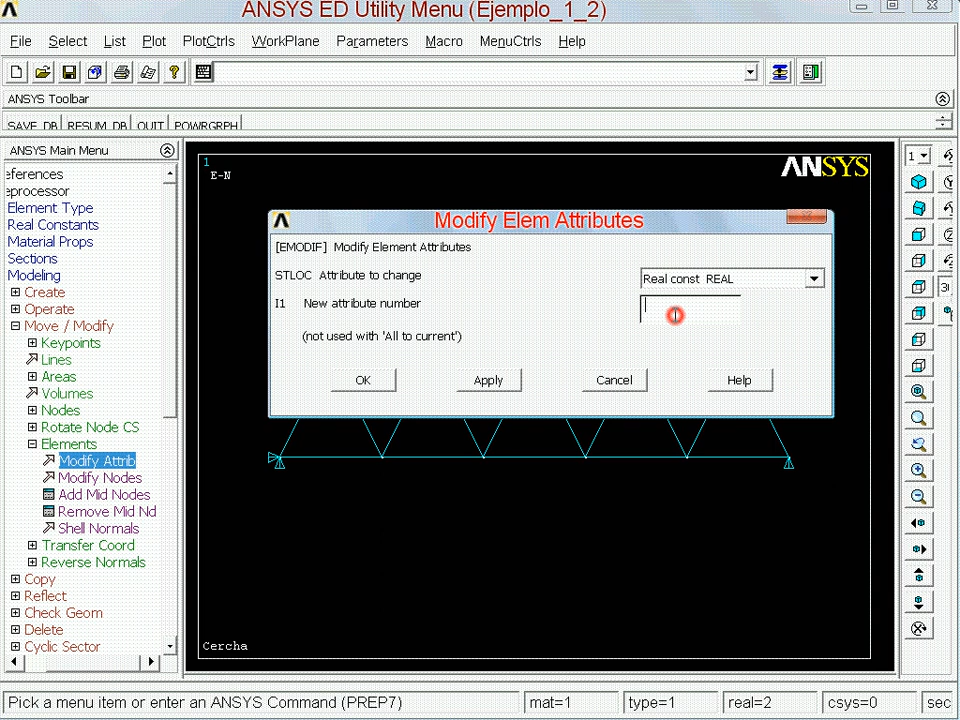 ANSYS ED Utility Menu (Ejemplo_1_2)
File Select List Plot PlotCtrls WorkPlane Parameters Macro MenuCtrls Help
ANSYS Toolbar
SAVE_DB RESUM_DB QUIT POWRGRPH
ANSYS Main Menu
eferences
eprocessor
Element Type
Real Constants
Material Props
Sections
Modeling
Create
Operate
Move / Modify
Keypoints
Lines
Areas
Volumes
Nodes
Rotate Node CS
Elements
Modify Attrib
Modify Nodes
Add Mid Nodes
Remove Mid Nd
Shell Normals
Transfer Coord
Reverse Normals
Copy
Reflect
Check Geom
Delete
Cyclic Sector
1
E-N
ANSYS
Modify Elem Attributes
[EMODIF] Modify Element Attributes
STLOC Attribute to change
Real const REAL
I1 New attribute number
(not used with 'All to current')
OK Apply Cancel Help
Cercha
1
Pick a menu item or enter an ANSYS Command (PREP7)
mat=1 type=1 real=2 csys=0 sec